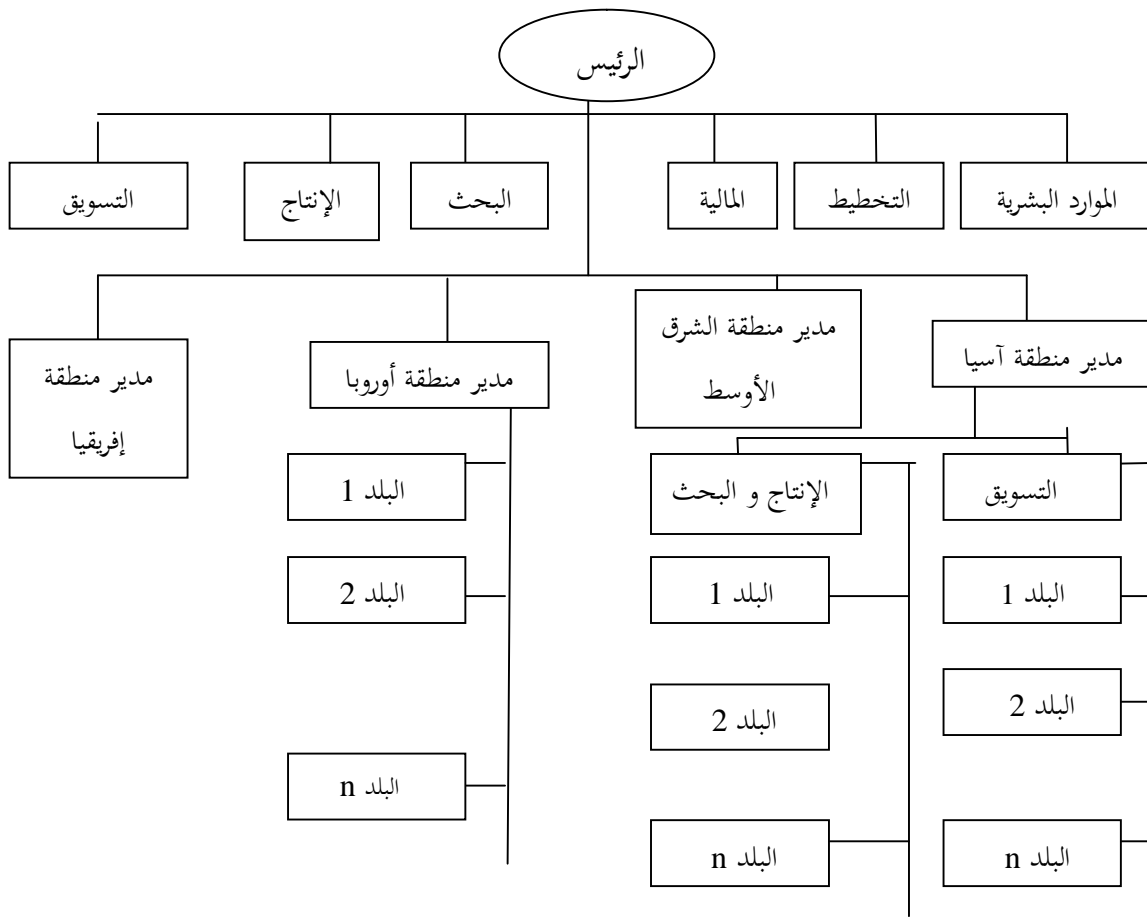 الرئيس
الموارد البشرية
التخطيط
المالية
البحث
الإنتاج
التسويق
مدير منطقة آسيا
مدير منطقة الشرق
الأوسط
مدير منطقة أوروبا
مدير منطقة
إفريقيا
التسويق
الإنتاج و البحث
البلد 1
البلد 1
البلد 1
البلد 2
البلد 2
البلد 2
البلد n
البلد n
البلد n